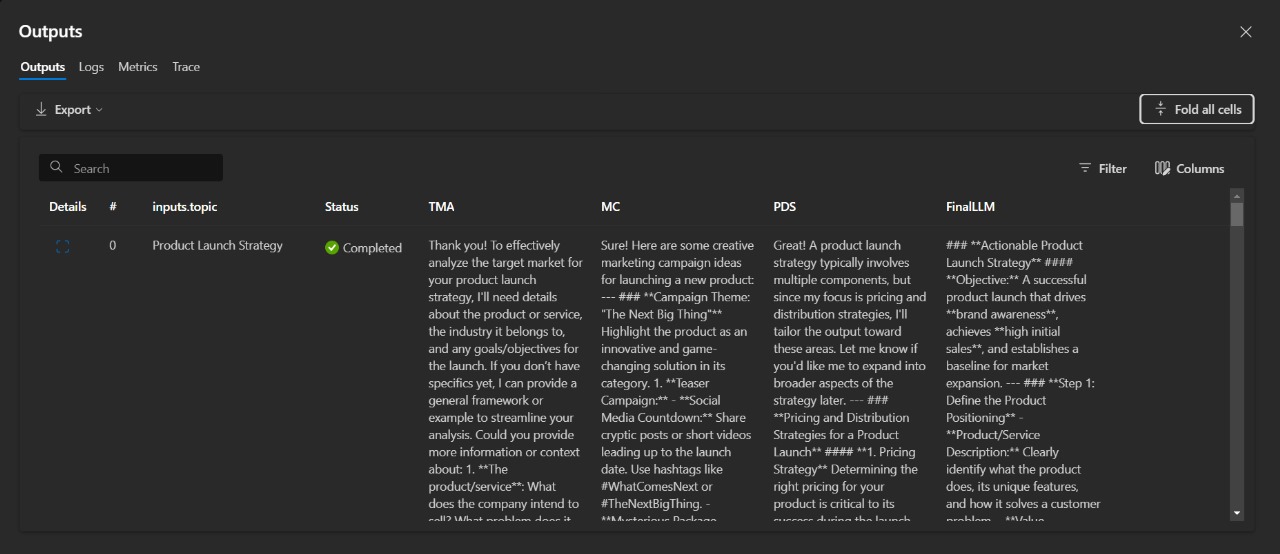 Outputs
Outputs Logs Metrics Trace
Export
Fold all cells
Search
Filter
Columns
Details # inputs.topic Status TMA MC PDS FinalLLM
0
Product Launch Strategy
Completed
Thank you! To effectively
analyze the target market for
your product launch
strategy, I'll need details
about the product or service,
the industry it belongs to,
and any goals/objectives for
the launch. If you don't have
specifics yet, I can provide a
general framework or
example to streamline your
analysis. Could you provide
more information or context
about: 1. **The
product/service**: What
does the company intend to
sell? What problem does it
Sure! Here are some creative
marketing campaign ideas
for launching a new product:
--- ### **Campaign Theme:
"The Next Big Thing"**
Highlight the product as an
innovative and game-
changing solution in its
category. 1. **Teaser
Campaign:** - **Social
Media Countdown:** Share
cryptic posts or short videos
leading up to the launch
date. Use hashtags like
#WhatComesNext or
#TheNextBigThing. -
**Mysterious Package
Great! A product launch
strategy typically involves
multiple components, but
since my focus is pricing and
distribution strategies, I'll
tailor the output toward
these areas. Let me know if
you'd like me to expand into
broader aspects of the
strategy later. --- ###
**Pricing and Distribution
Strategies for a Product
Launch** #### **1. Pricing
Strategy** Determining the
right pricing for your
product is critical to its
success during the launch
### **Actionable Product
Launch Strategy** ####
**Objective:** A successful
product launch that drives
**brand awareness**,
achieves **high initial
sales**, and establishes a
baseline for market
expansion. --- ### **Step 1:
Define the Product
Positioning** -
**Product/Service
Description:** Clearly
identify what the product
does, its unique features,
and how it solves a customer
problem. - **Value